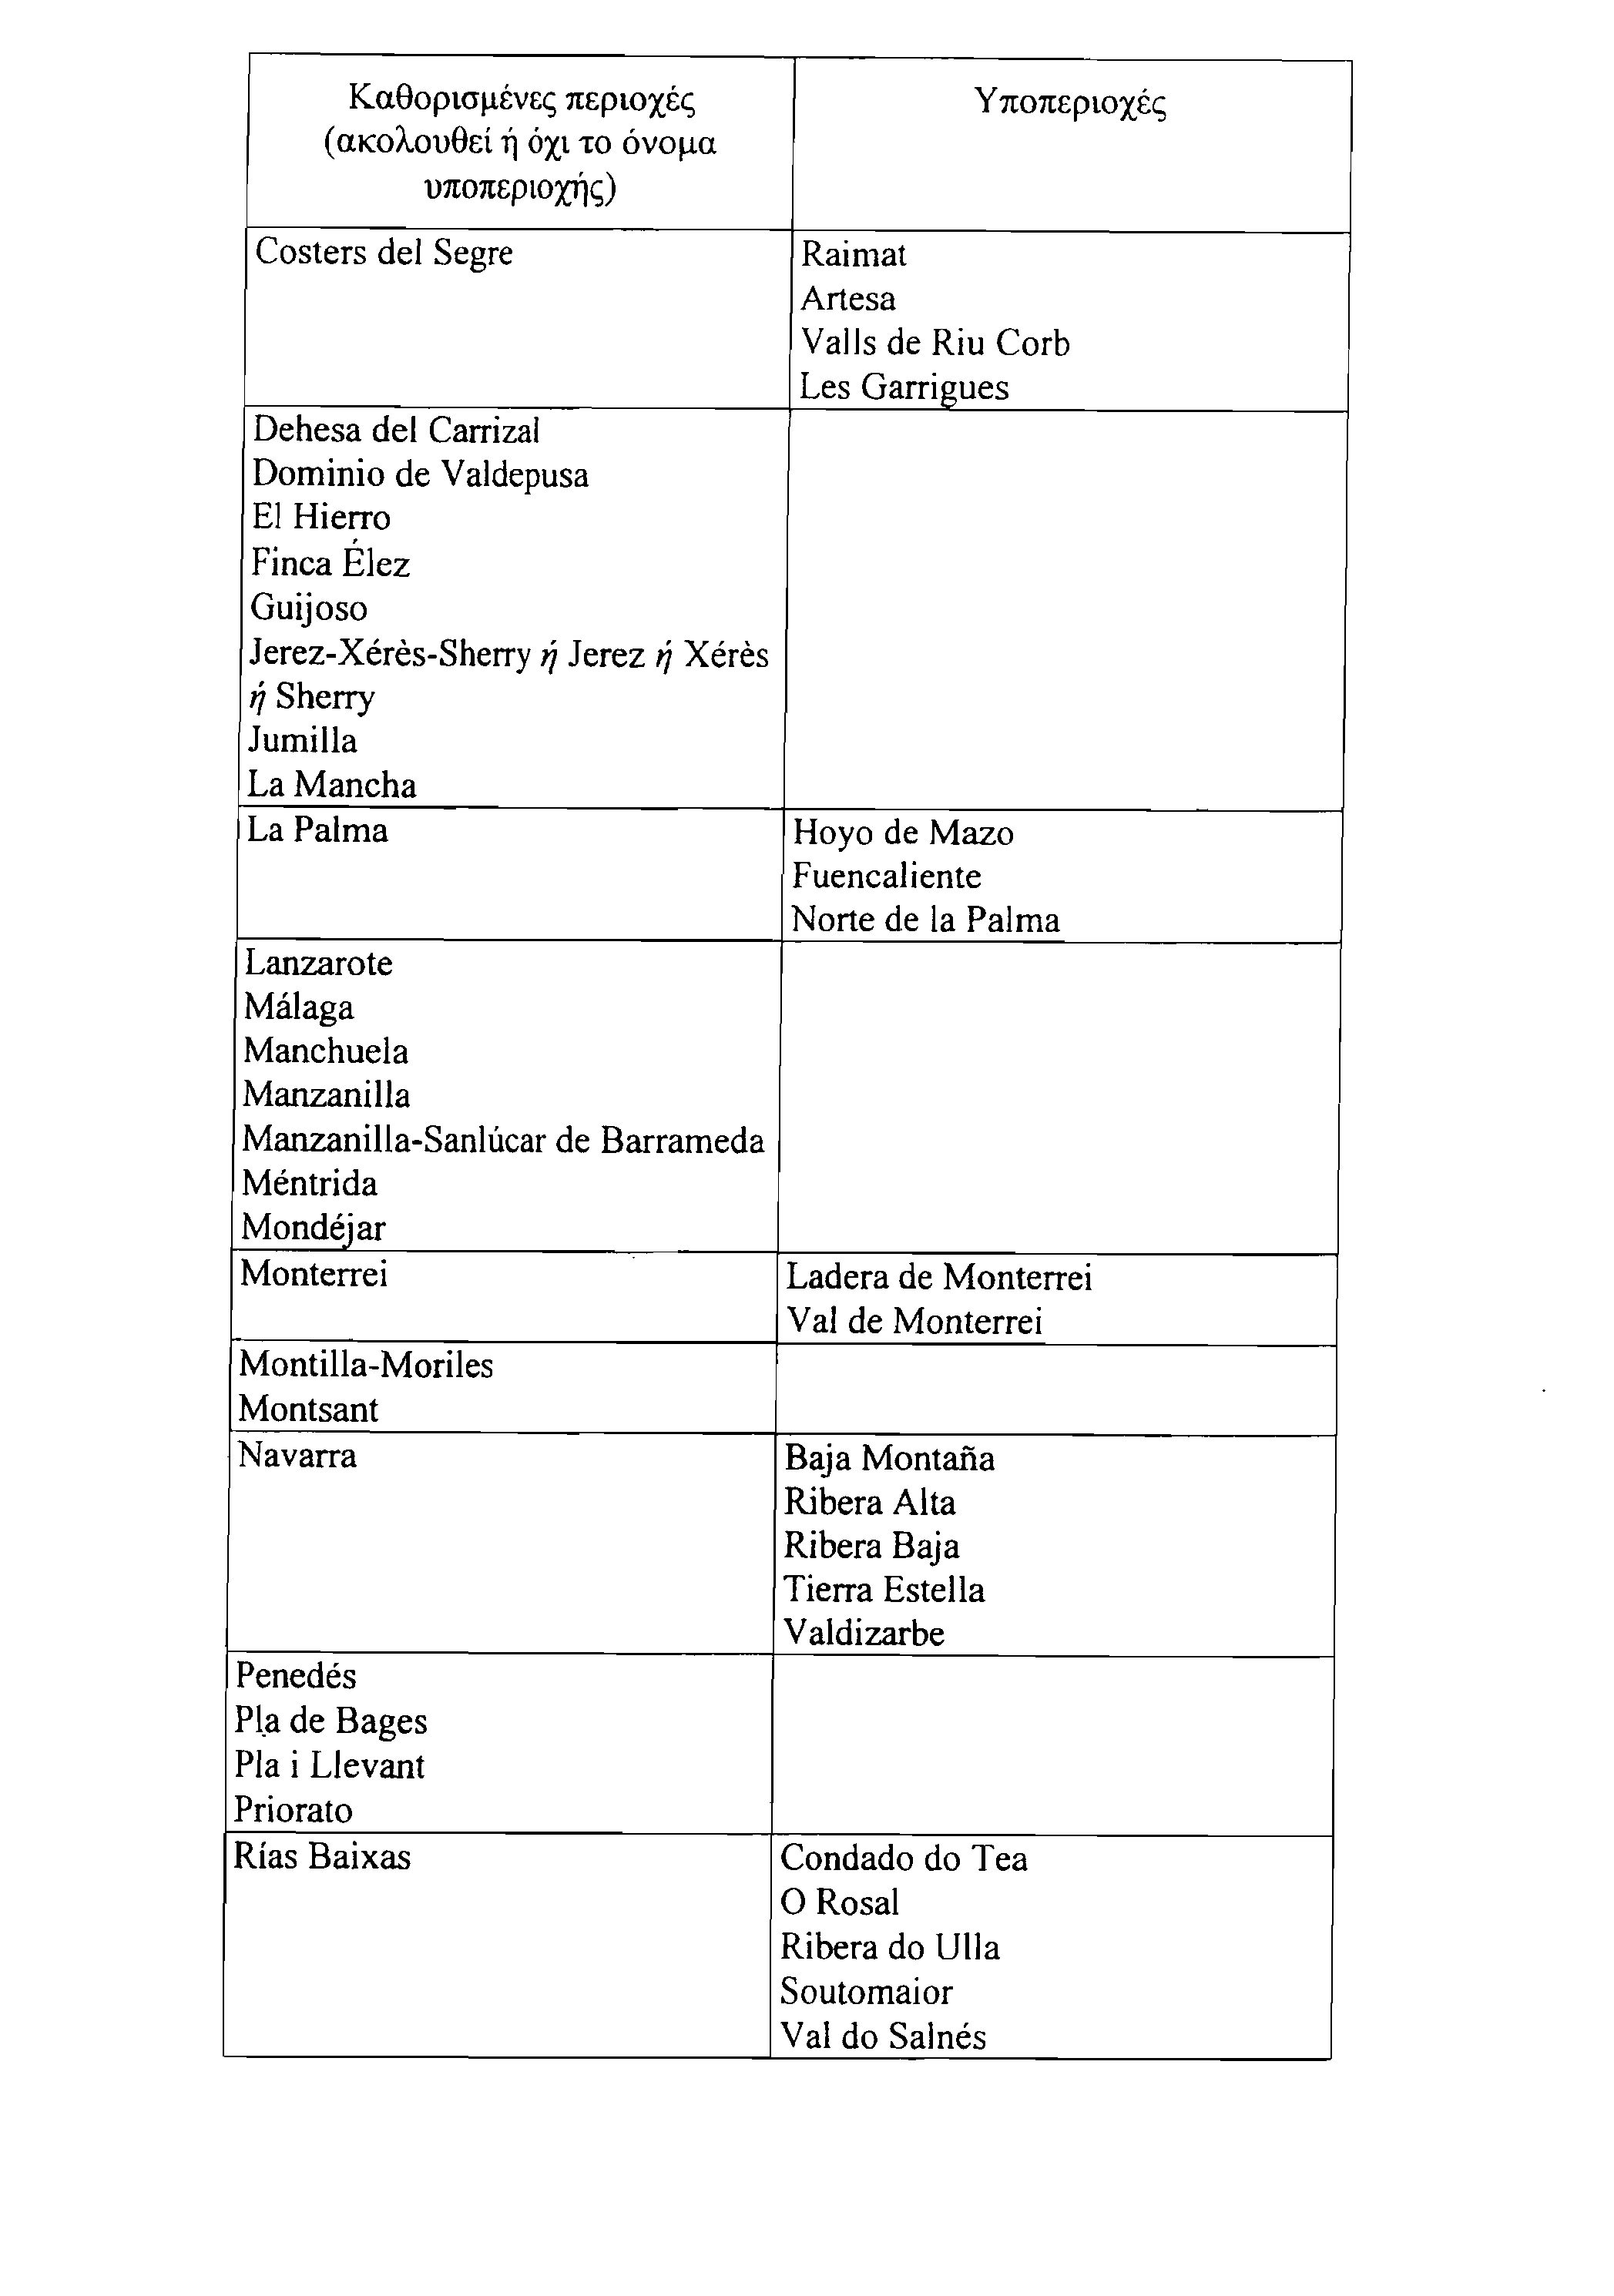 Καθορισμένες περιοχές
(ακολουθεί ή όχι το όνομα
υποπεριοχής)
Υποπεριοχές
Costers del Segre
Raimat
Artesa
Valls de Riu Corb
Les Garrigues
Dehesa del Carrizal
Dominio de Valdepusa
El Hierro
Finca Élez
Guijoso
Jerez-Xérès-Sherry ή Jerez ή Xérès
ή Sherry
Jumilla
La Mancha
La Palma
Hoyo de Mazo
Fuencaliente
Norte de la Palma
Lanzarote
Málaga
Manchuela
Manzanilla
Manzanilla-Sanlúcar de Barrameda
Méntrida
Mondéjar
Monterrei
Ladera de Monterrei
Val de Monterrei
Montilla-Moriles
Montsant
Navarra
Baja Montaña
Ribera Alta
Ribera Baja
Tierra Estella
Valdizarbe
Penedés
Pla de Bages
Pla i Llevant
Priorato
Rías Baixas
Condado do Tea
O Rosal
Ribera do Ulla
Soutomaior
Val do Salnés